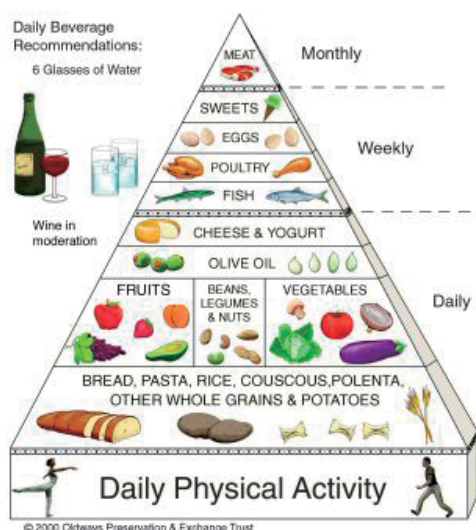 Daily Beverage
Recommendations:
6 Glasses of Water
Wine in
moderation
MEAT
Monthly
SWEETS
EGGS
Weekly
POULTRY
FISH
CHEESE & YOGURT
OLIVE OIL
Daily
FRUITS
BEANS,
LEGUMES
& NUTS
VEGETABLES
BREAD, PASTA, RICE, COUSCOUS,POLENTA,
OTHER WHOLE GRAINS & POTATOES
Daily Physical Activity
© 2000 Oldways Preservation & Exchange Trust